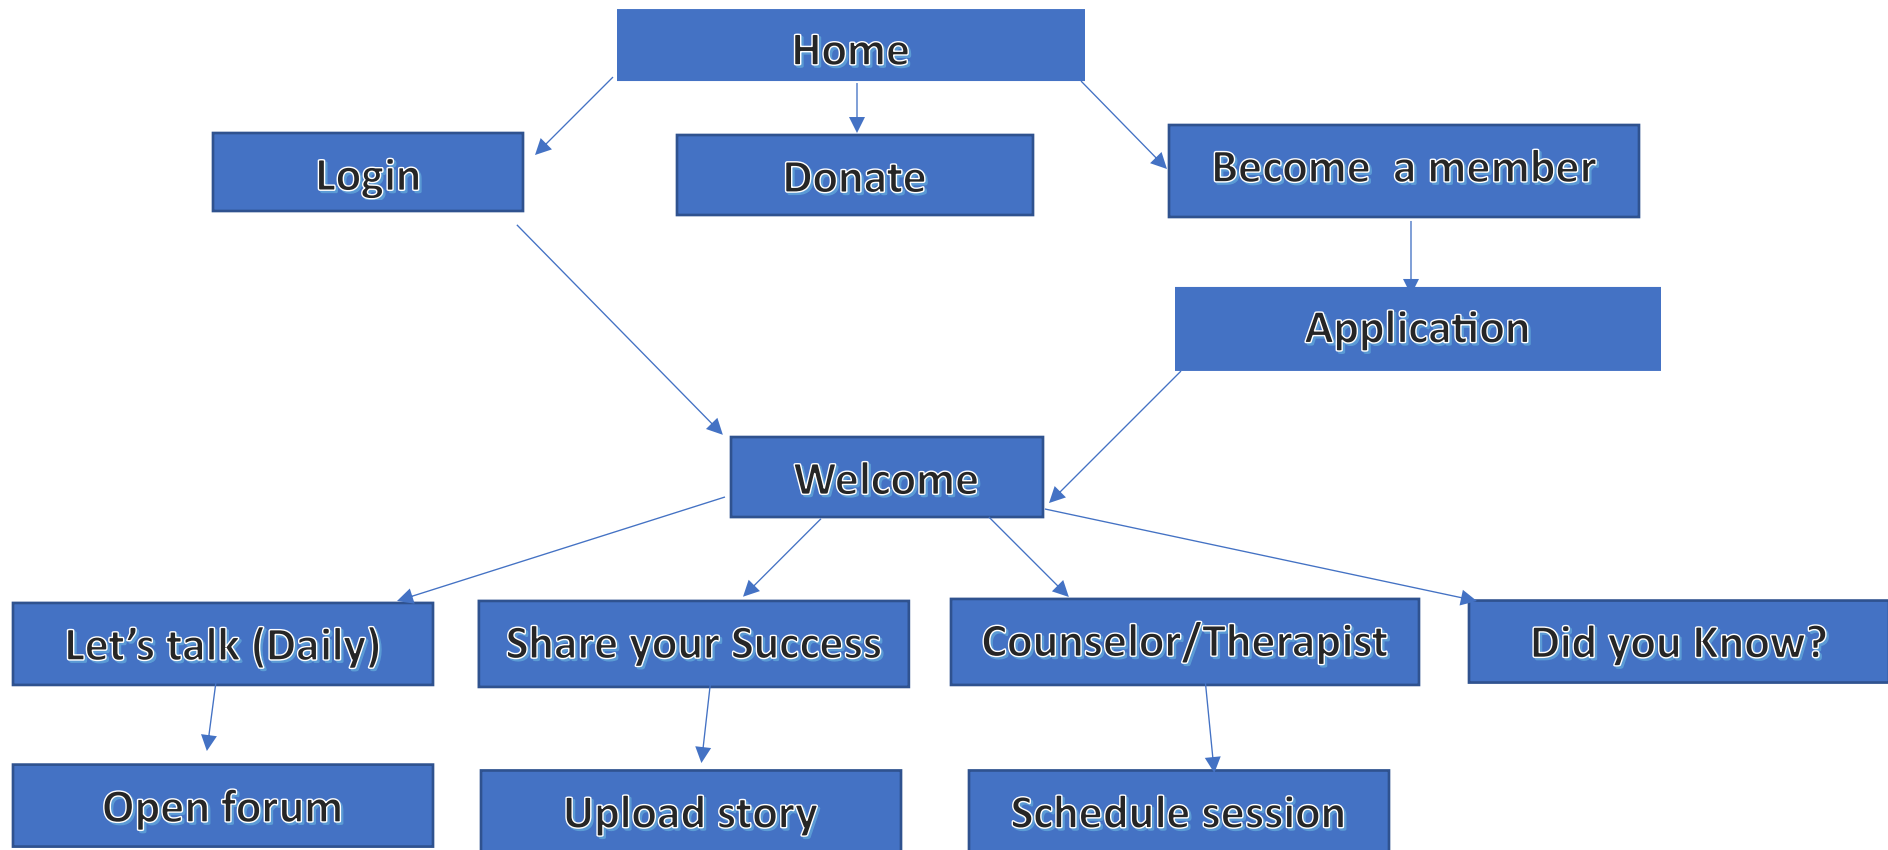 Home
Login
Donate
Become  a member
Application
Welcome
Let’s talk (Daily)
Share your Success
Counselor/Therapist
Did you Know?
Open forum
Upload story
Schedule session